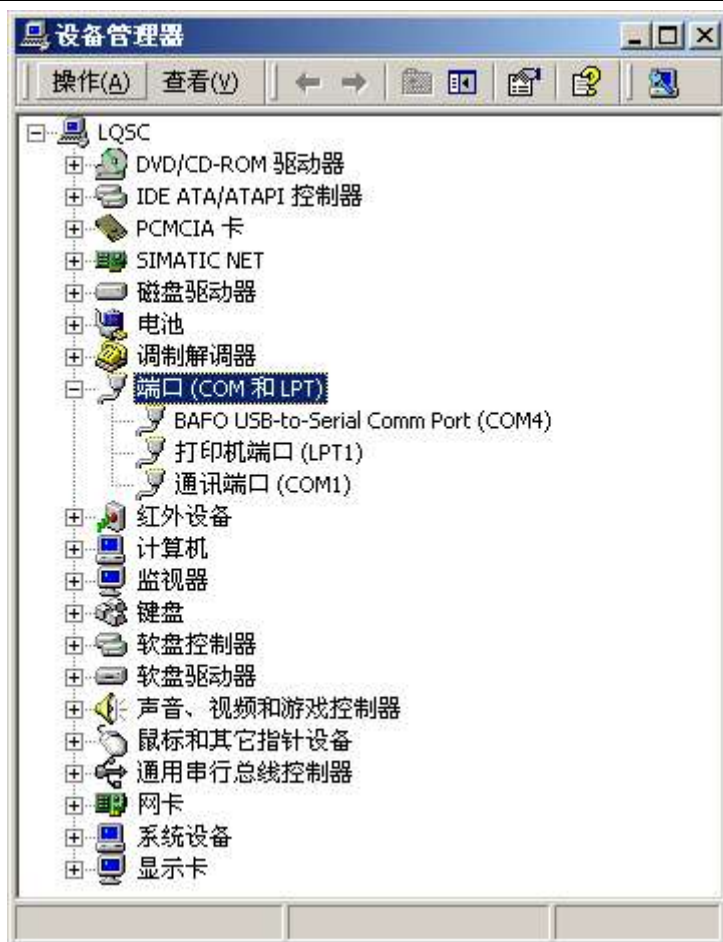 设备管理器
操作(A) 查看(V)
LQSC
DVD/CD-ROM 驱动器
IDE ATA/ATAPI 控制器
PCMCIA 卡
SIMATIC NET
磁盘驱动器
电池
调制解调器
端口 (COM 和 LPT)
BAFO USB-to-Serial Comm Port (COM4)
打印机端口 (LPT1)
通讯端口 (COM1)
红外设备
计算机
监视器
键盘
软盘控制器
软盘驱动器
声音、视频和游戏控制器
鼠标和其它指针设备
通用串行总线控制器
网卡
系统设备
显示卡